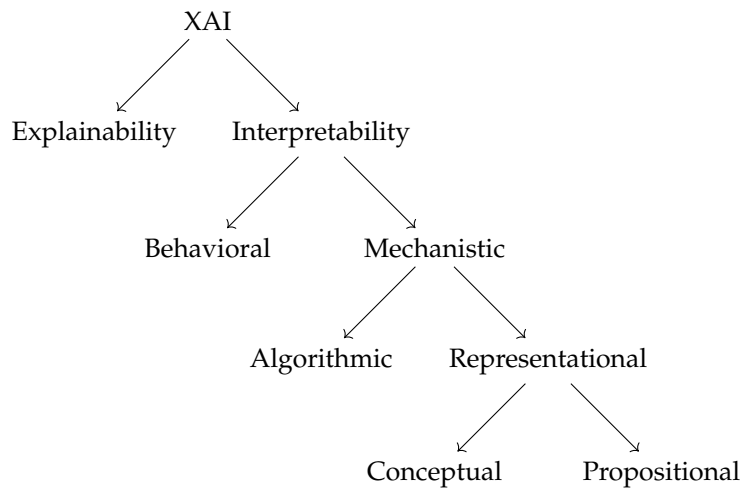 XAI
Explainability Interpretability
Behavioral Mechanistic
Algorithmic Representational
Conceptual Propositional